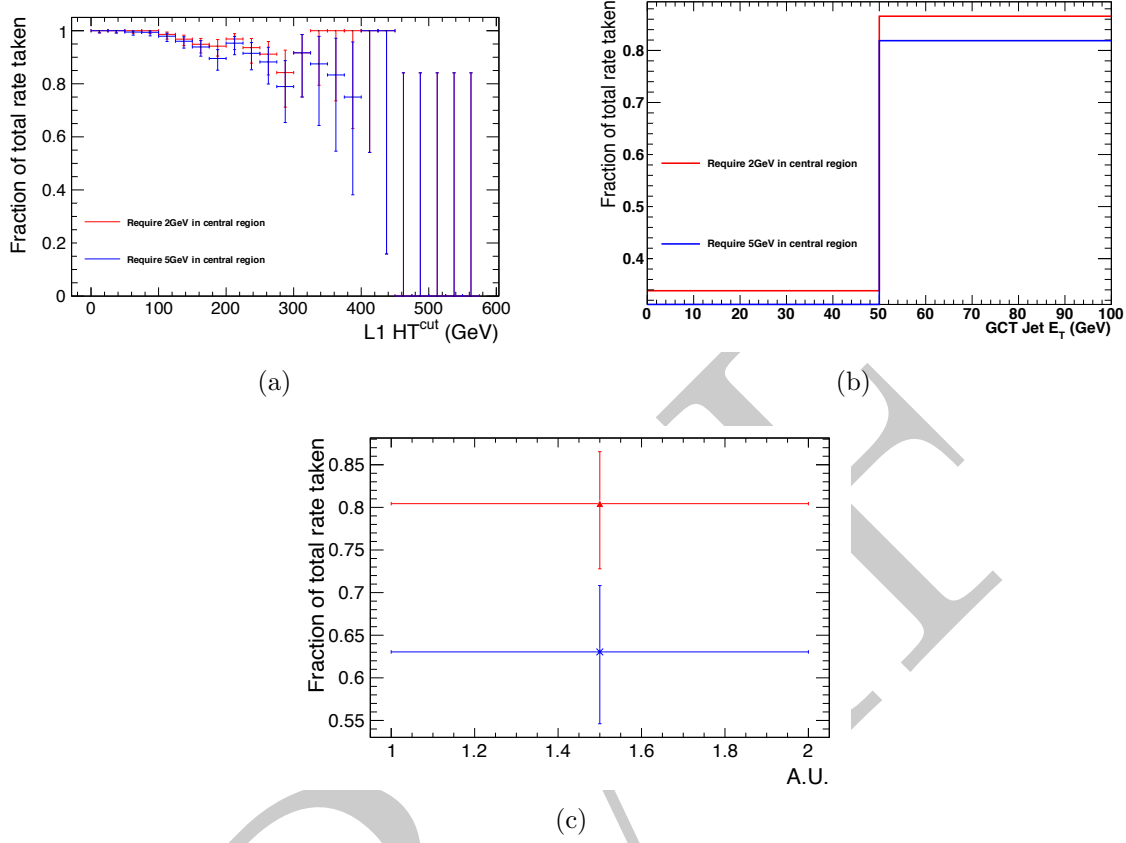 Fraction of total rate taken
1
0.8
0.6
0.4
0.2
0
Require 2GeV in central region
Require 5GeV in central region
0 100 200 300 400 500 600
L1 HT^cut (GeV)
(a)
Fraction of total rate taken
0.8
0.7
0.6
0.5
0.4
Require 2GeV in central region
Require 5GeV in central region
0 10 20 30 40 50 60 70 80 90 100
GCT Jet E_T (GeV)
(b)
Fraction of total rate taken
0.85
0.8
0.75
0.7
0.65
0.6
0.55
1 1.2 1.4 1.6 1.8 2
A.U.
(c)